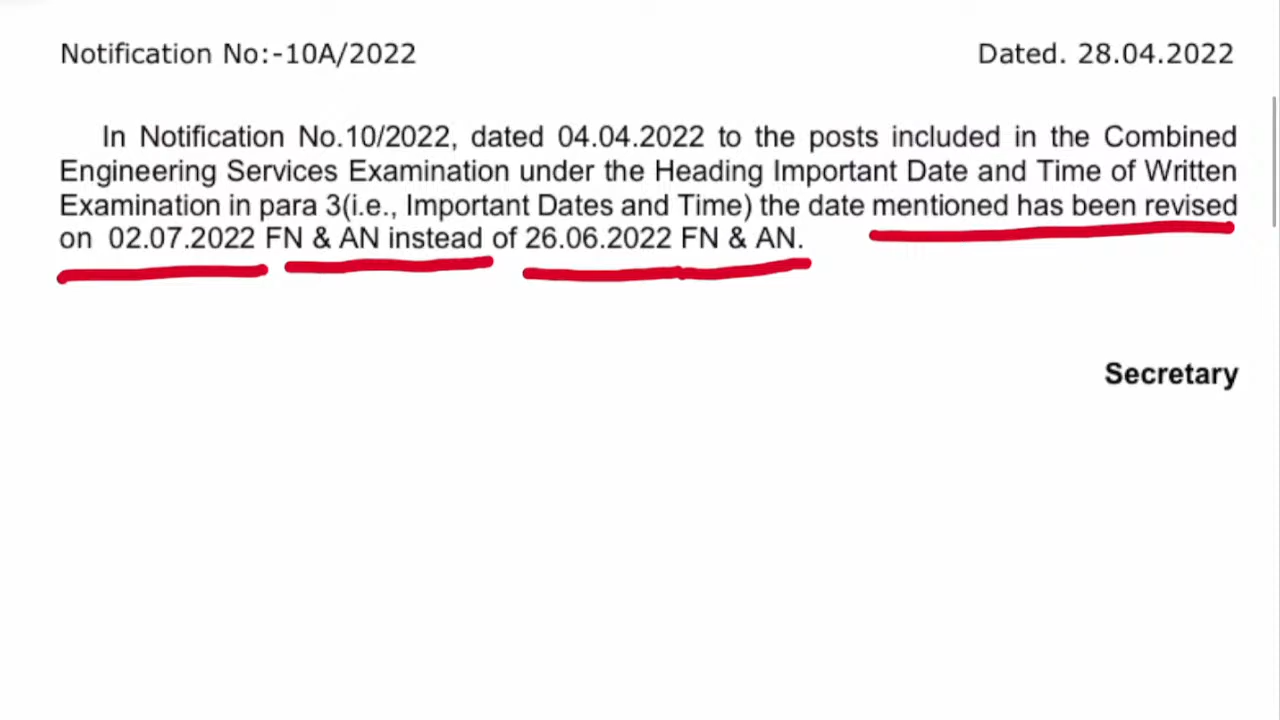 Notification No:-10A/2022 Dated. 28.04.2022
In Notification No.10/2022, dated 04.04.2022 to the posts included in the Combined
Engineering Services Examination under the Heading Important Date and Time of Written
Examination in para 3(i.e., Important Dates and Time) the date mentioned has been revised
on 02.07.2022 FN & AN instead of 26.06.2022 FN & AN.
Secretary